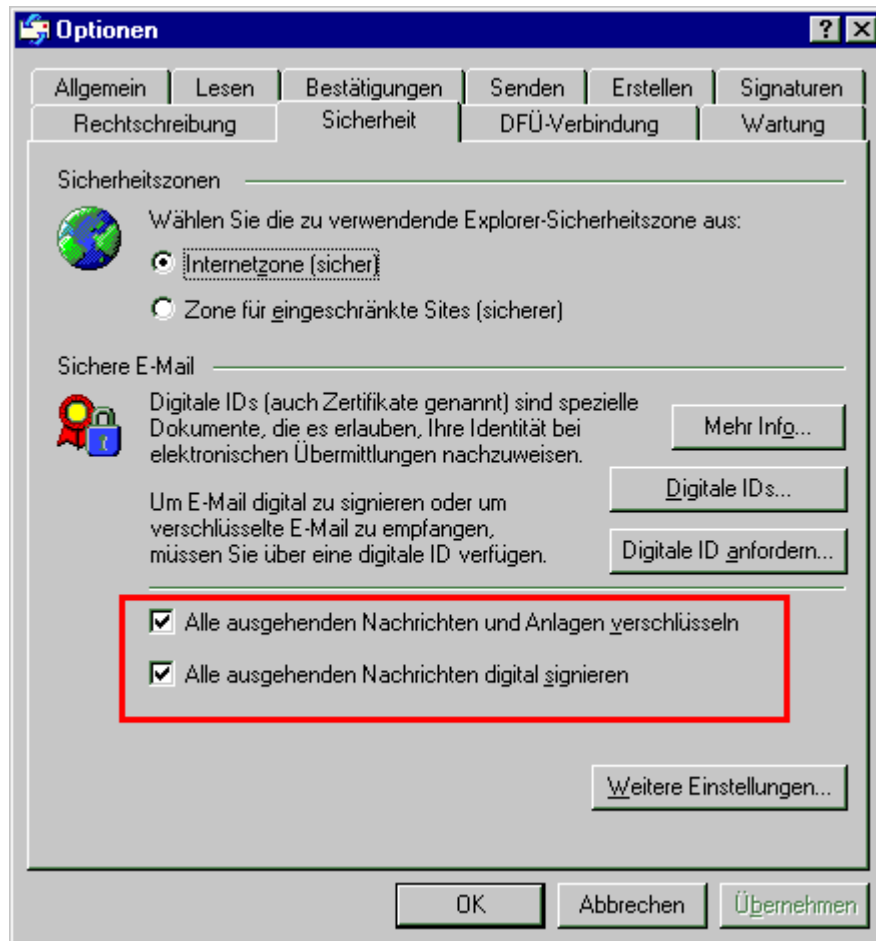 Optionen
Allgemein Lesen Bestätigungen Senden Erstellen Signaturen
Rechtschreibung Sicherheit DFÜ-Verbindung Wartung
Sicherheitszonen
Wählen Sie die zu verwendende Explorer-Sicherheitszone aus:
Internetzone (sicher)
Zone für eingeschränkte Sites (sicherer)
Sichere E-Mail
Digitale IDs (auch Zertifikate genannt) sind spezielle
Dokumente, die es erlauben, Ihre Identität bei
elektronischen Übermittlungen nachzuweisen.
Mehr Info...
Digitale IDs...
Um E-Mail digital zu signieren oder um
verschlüsselte E-Mail zu empfangen,
müssen Sie über eine digitale ID verfügen.
Digitale ID anfordern...
Alle ausgehenden Nachrichten und Anlagen verschlüsseln
Alle ausgehenden Nachrichten digital signieren
Weitere Einstellungen...
OK Abbrechen Übernehmen